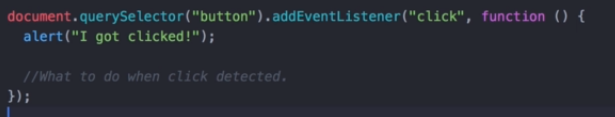 document.querySelector("button").addEventListener("click", function () {
alert("I got clicked!");
//What to do when click detected.
});